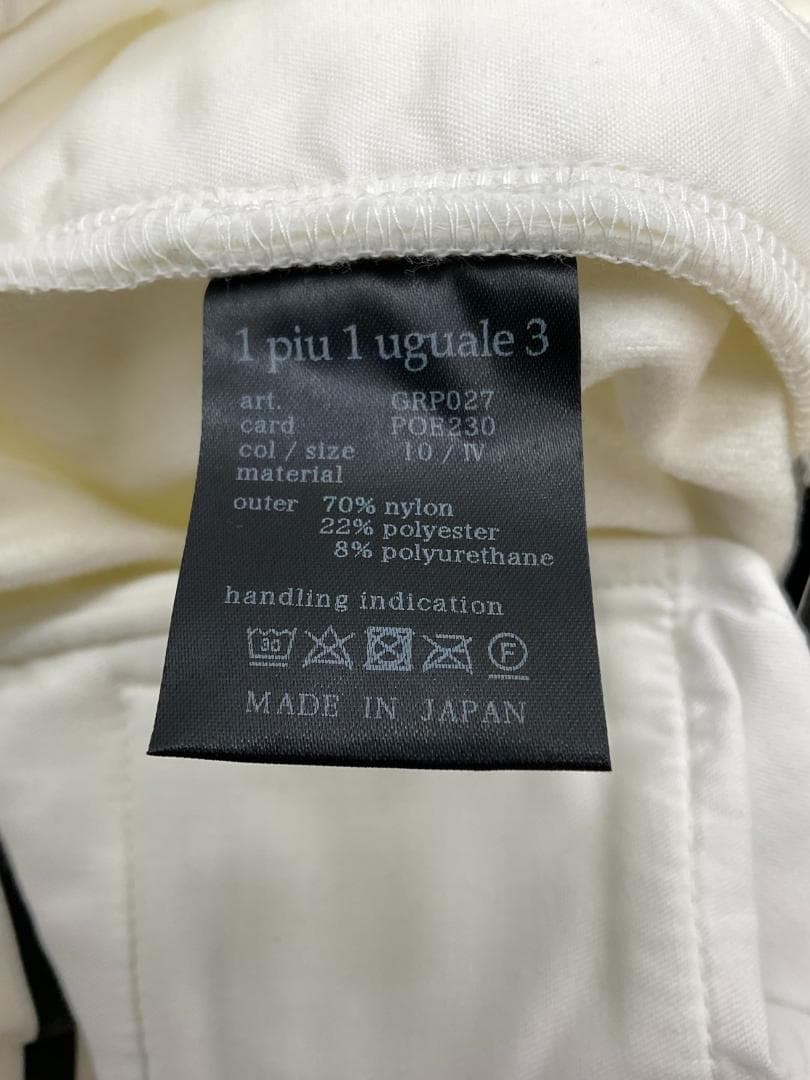 1 piu 1 uguale 3
art. GRP027
card POE230
col / size 10 / Ⅳ
material
outer 70% nylon
22% polyester
8% polyurethane
handling indication
30 F
MADE IN JAPAN